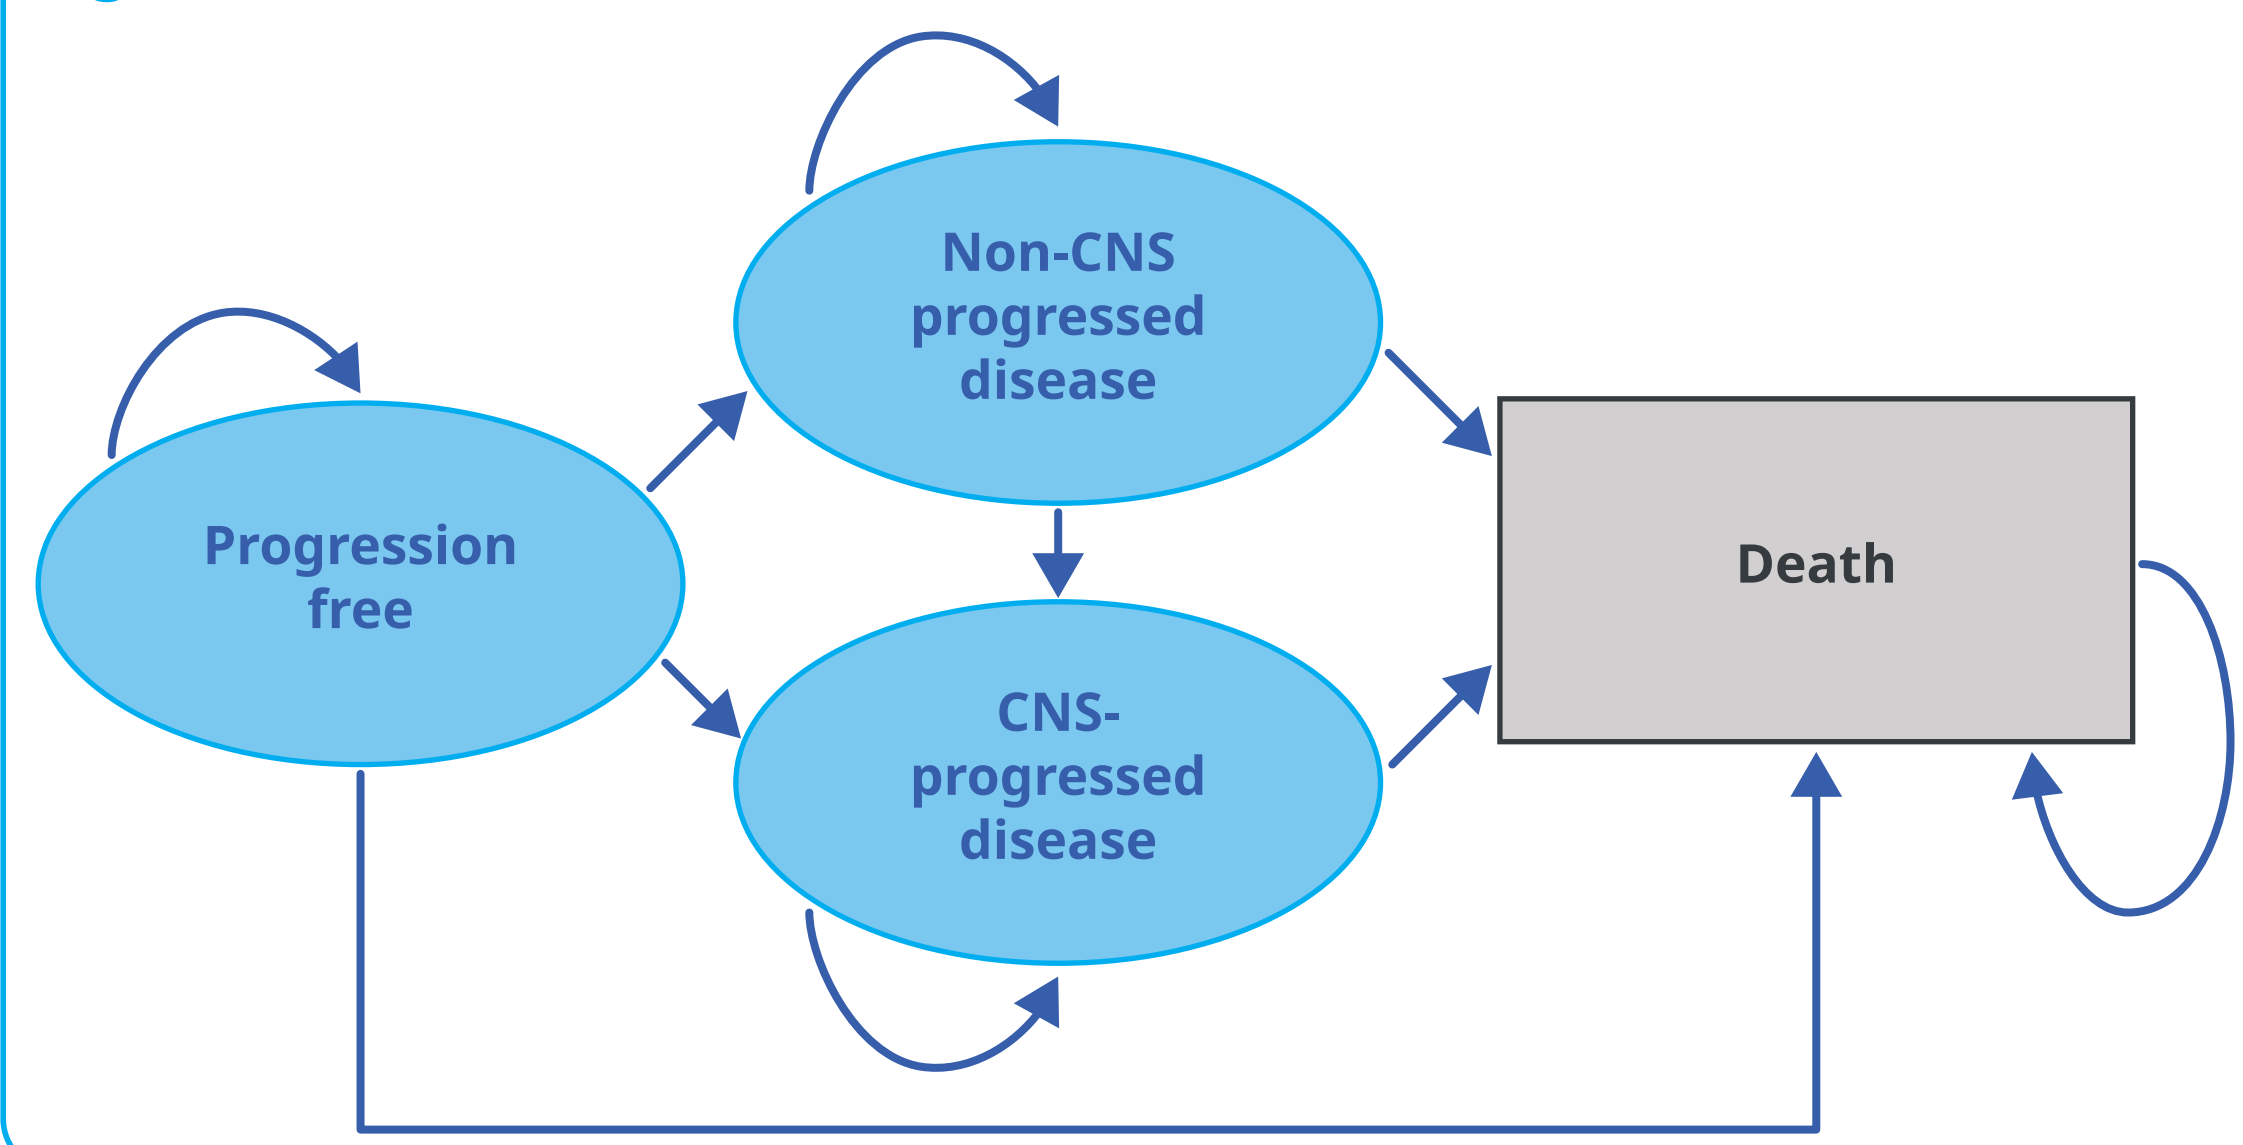 Non-CNS
progressed
disease
Progression
free
Death
CNS-
progressed
disease